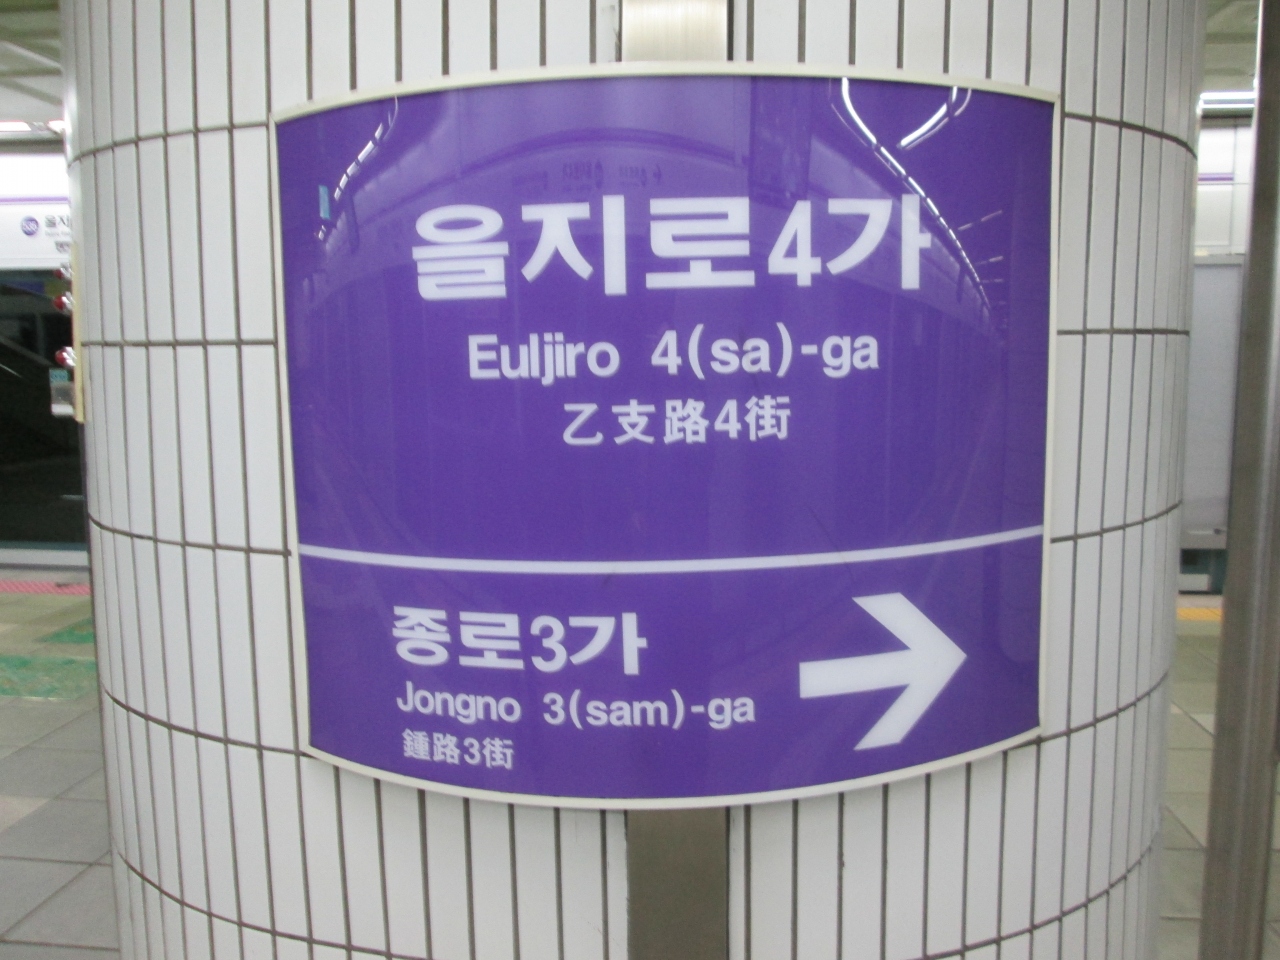 을지로4가
Euljiro 4(sa)-ga
乙支路4街
종로3가
Jongno 3(sam)-ga
鍾路3街